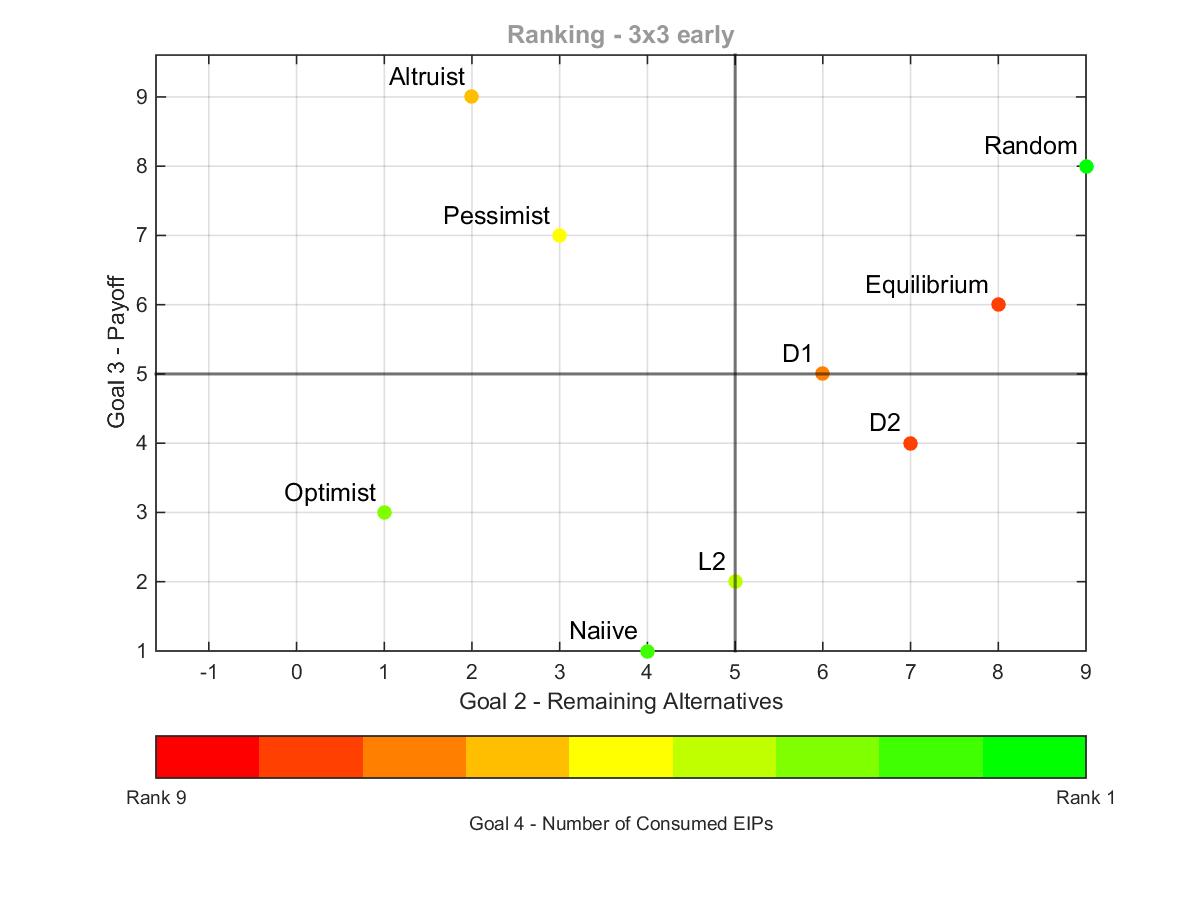 Ranking - 3x3 early
Altruist
Random
Pessimist
Equilibrium
D1
D2
Optimist
L2
Naiive
9
8
7
6
5
4
3
2
1
Goal 3 - Payoff
-1 0 1 2 3 4 5 6 7 8 9
Goal 2 - Remaining Alternatives
Rank 9 Rank 1
Goal 4 - Number of Consumed EIPs